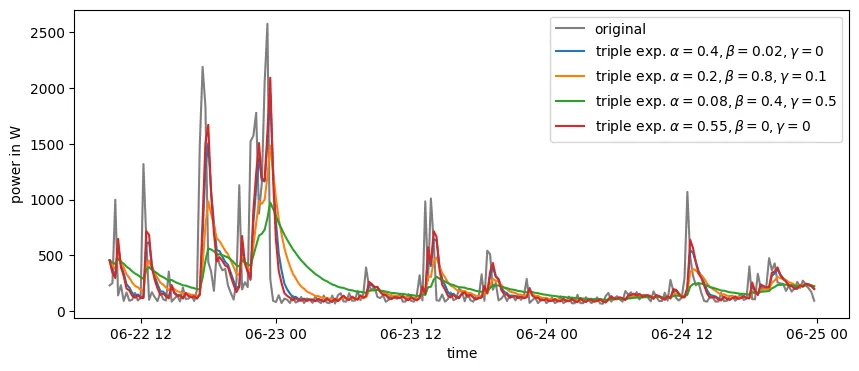 original
triple exp. α = 0.4, β = 0.02, γ = 0
triple exp. α = 0.2, β = 0.8, γ = 0.1
triple exp. α = 0.08, β = 0.4, γ = 0.5
triple exp. α = 0.55, β = 0, γ = 0
power in W
2500
2000
1500
1000
500
0
06-22 12
06-23 00
06-23 12
06-24 00
06-24 12
06-25 00
time